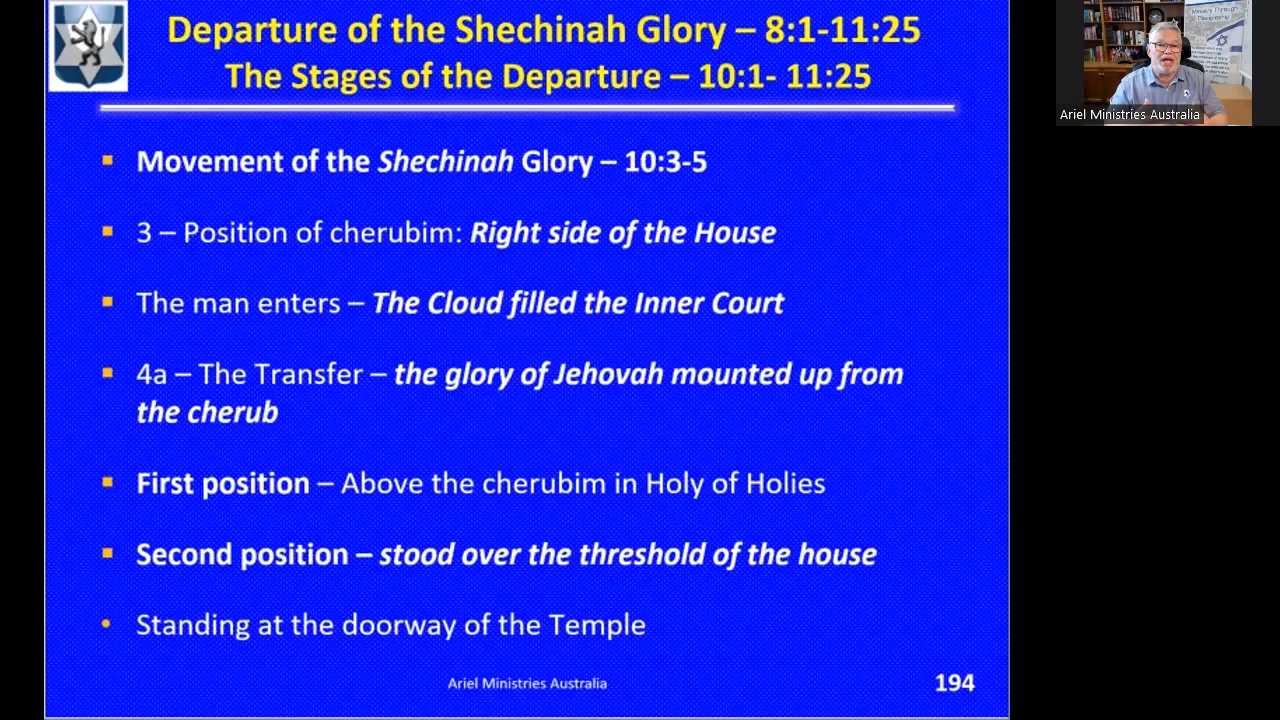 Departure of the Shechinah Glory – 8:1-11:25
The Stages of the Departure – 10:1- 11:25
Movement of the Shechinah Glory – 10:3-5
3 – Position of cherubim: Right side of the House
The man enters – The Cloud filled the Inner Court
4a – The Transfer – the glory of Jehovah mounted up from
the cherub
First position – Above the cherubim in Holy of Holies
Second position – stood over the threshold of the house
Standing at the doorway of the Temple
Ariel Ministries Australia
194
Ministry Through
Discipleship
Ariel Ministries Australia